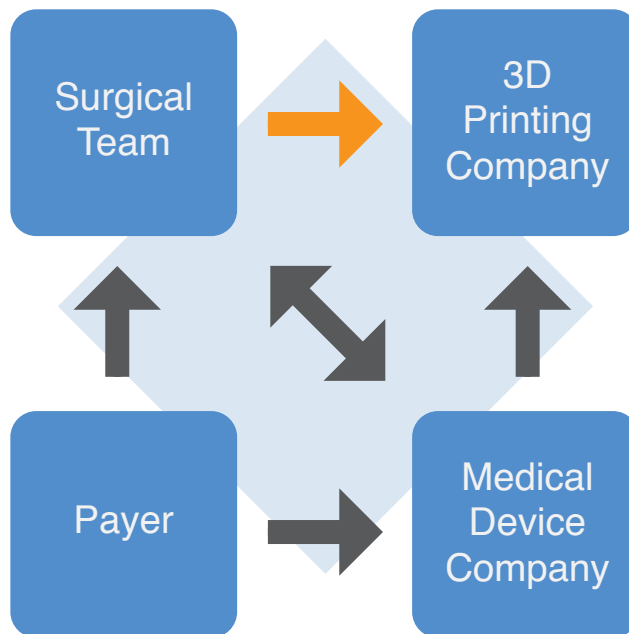 Surgical
Team
3D
Printing
Company
Payer
Medical
Device
Company